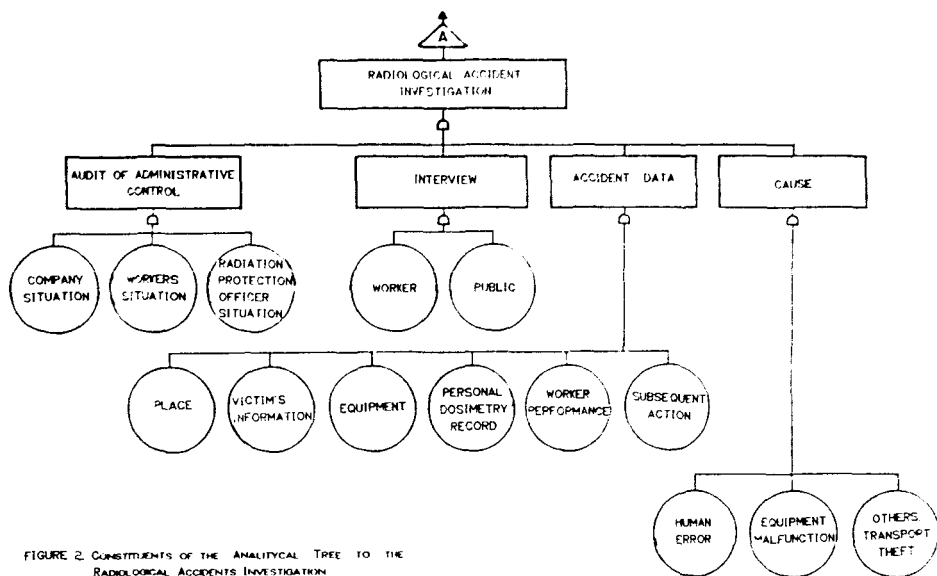 A
RADIOLOGICAL ACCIDENT
INVESTIGATION
AUDIT OF ADMINISTRATIVE
CONTROL
INTERVIEW
ACCIDENT DATA
CAUSE
COMPANY
SITUATION
WORKERS
SITUATION
RADIATION
PROTECTION
OFFICER
SITUATION
WORKER
PUBLIC
PLACE
VICTIM'S
INFORMATION
EQUIPMENT
PERSONAL
DOSIMETRY
RECORD
WORKER
PERFORMANCE
SUBSEQUENT
ACTION
HUMAN
ERROR
EQUIPMENT
MALFUNCTION
OTHERS
TRANSPORT
THEFT
FIGURE 2 CONSTITUENTS OF THE ANALITYCAL TREE TO THE
RADIOLOGICAL ACCIDENTS INVESTIGATION